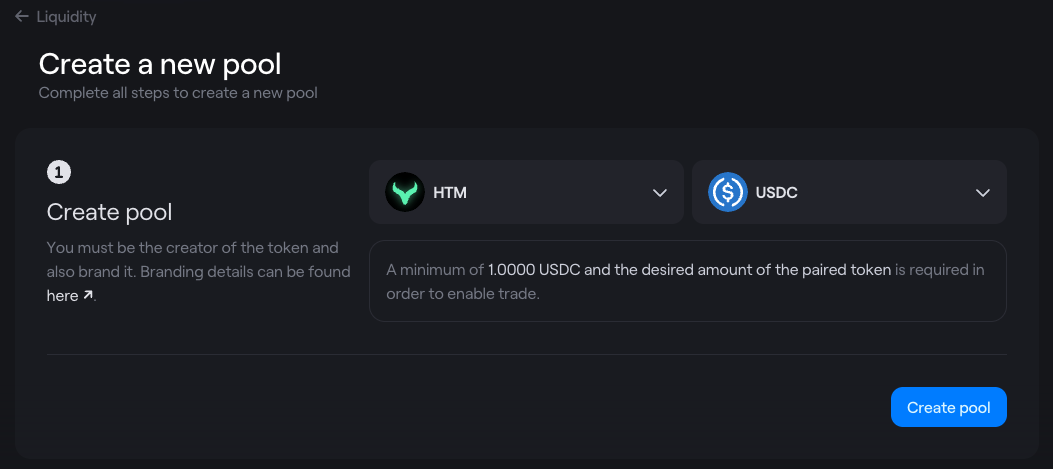 ← Liquidity
Create a new pool
Complete all steps to create a new pool
1
Create pool
You must be the creator of the token and
also brand it. Branding details can be found
here ↗.
HTM
USDC
A minimum of 1.0000 USDC and the desired amount of the paired token is required in
order to enable trade.
Create pool